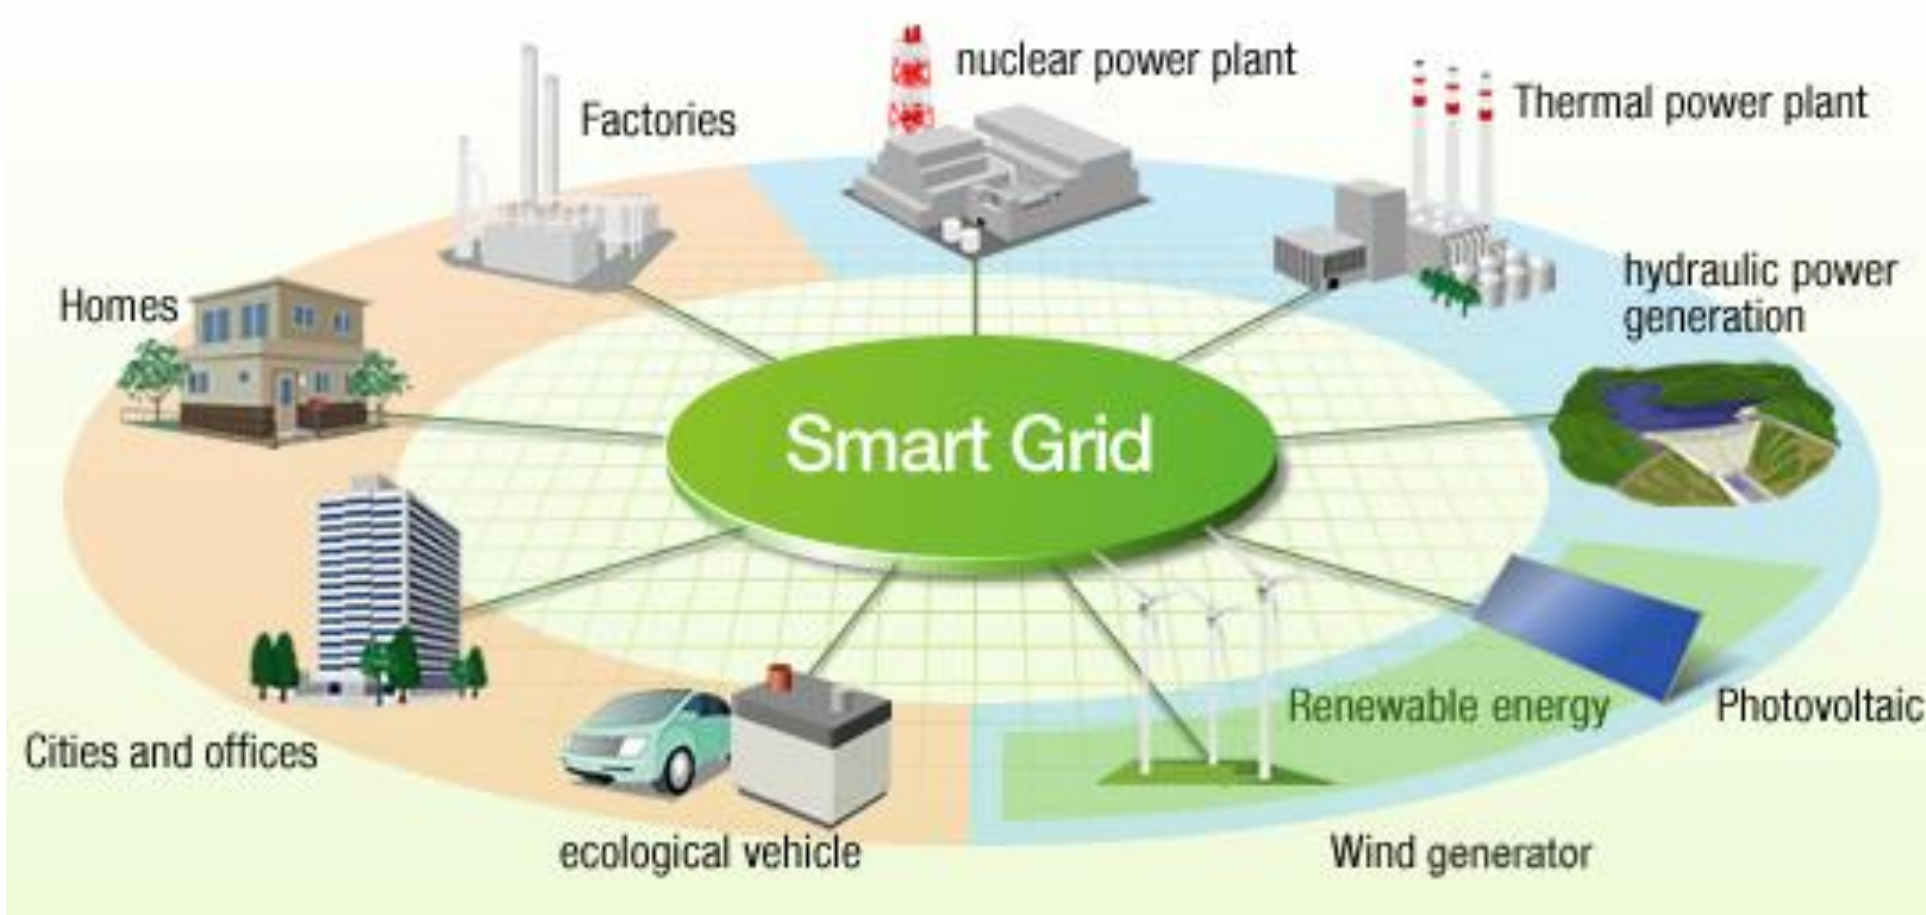 nuclear power plant
Thermal power plant
Factories
hydraulic power
generation
Homes
Smart Grid
Renewable energy
Photovoltaic
Cities and offices
ecological vehicle
Wind generator